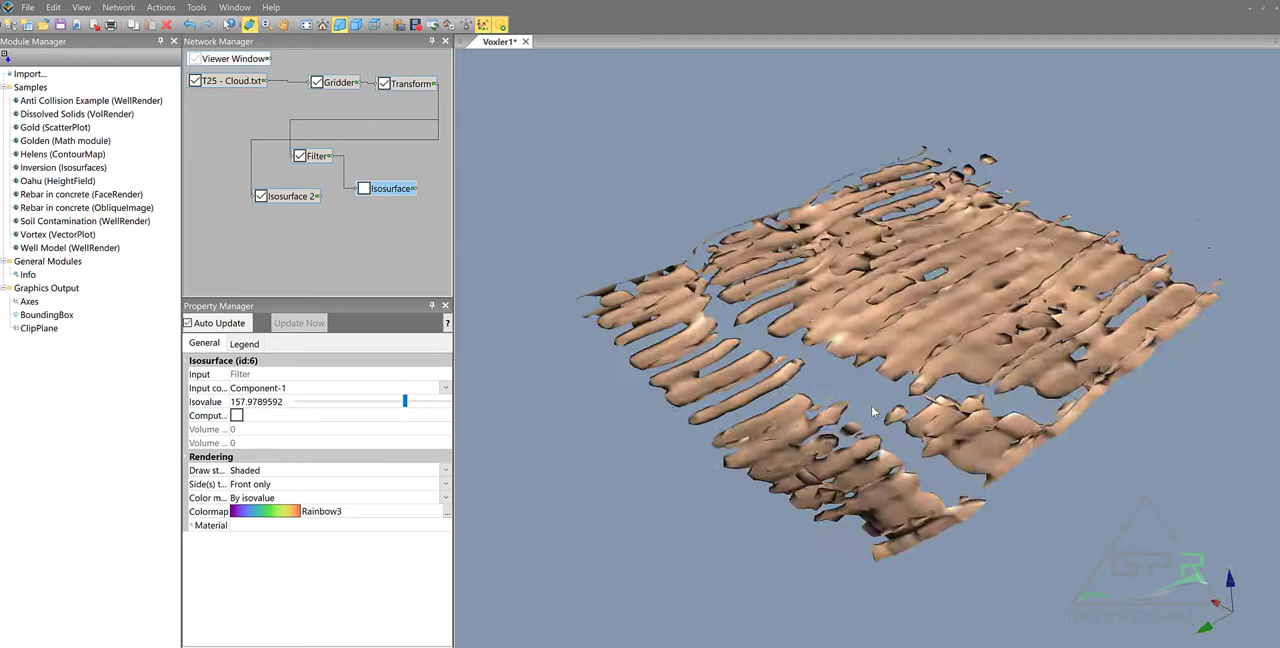 File Edit View Network Actions Tools Window Help
Module Manager
Import...
Samples
Anti Collision Example (WellRender)
Dissolved Solids (VolRender)
Gold (ScatterPlot)
Golden (Math module)
Helens (ContourMap)
Inversion (Isosurfaces)
Oahu (HeightField)
Rebar in concrete (FaceRender)
Rebar in concrete (ObliqueImage)
Soil Contamination (WellRender)
Vortex (VectorPlot)
Well Model (WellRender)
General Modules
Info
Graphics Output
Axes
BoundingBox
ClipPlane
Network Manager
Viewer Window
T25 - Cloud.txt
Gridder
Transform
Filter
Isosurface
Isosurface 2
Property Manager
Auto Update Update Now ?
General Legend
Isosurface (id:6)
Input Filter
Input co... Component-1
Isovalue 157.9789592
Comput...
Volume ... 0
Volume ... 0
Rendering
Draw st... Shaded
Side(s) t... Front only
Color m... By isovalue
Colormap Rainbow3 ...
Material
Voxler1*
GPR